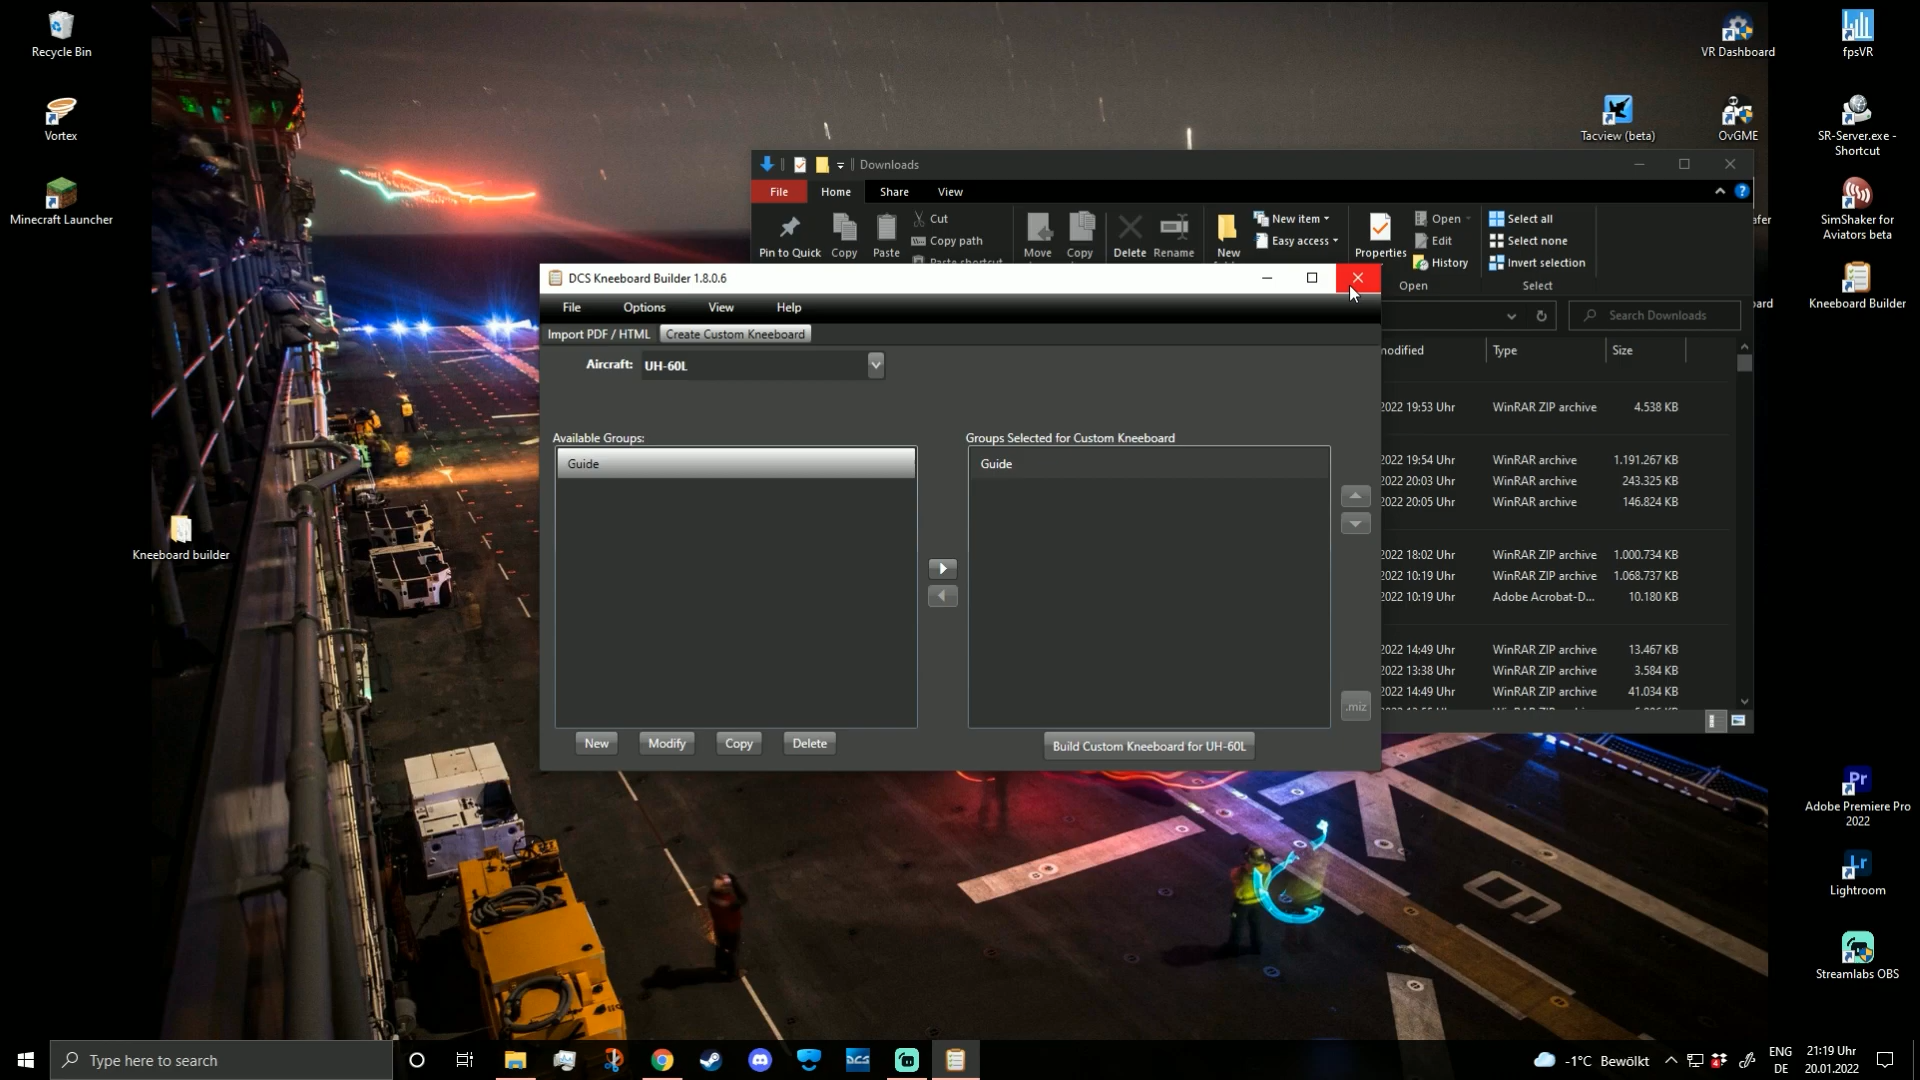 Recycle Bin
Vortex
Minecraft Launcher
Kneeboard builder
VR Dashboard
fpsVR
Tacview (beta)
OvGME
SR-Server.exe -
Shortcut
SimShaker for
Aviators beta
Kneeboard Builder
Adobe Premiere Pro
2022
Lightroom
Streamlabs OBS
Downloads
File
Home
Share
View
Pin to Quick
Copy
Paste
Cut
Copy path
Paste shortcut
Move
Copy
Delete
Rename
New
New item
Easy access
Properties
Open
Edit
History
Open
Select all
Select none
Invert selection
Select
Search Downloads
Type
Size
2022 19:53 Uhr WinRAR ZIP archive 4.538 KB
2022 19:54 Uhr WinRAR archive 1.191.267 KB
2022 20:03 Uhr WinRAR archive 243.325 KB
2022 20:05 Uhr WinRAR archive 146.824 KB
2022 18:02 Uhr WinRAR ZIP archive 1.000.734 KB
2022 10:19 Uhr WinRAR ZIP archive 1.068.737 KB
2022 10:19 Uhr Adobe Acrobat-D... 10.180 KB
2022 14:49 Uhr WinRAR ZIP archive 13.467 KB
2022 13:38 Uhr WinRAR ZIP archive 3.584 KB
2022 14:49 Uhr WinRAR ZIP archive 41.034 KB
DCS Kneeboard Builder 1.8.0.6
File Options View Help
Import PDF / HTML Create Custom Kneeboard
Aircraft: UH-60L
Available Groups:
Guide
Groups Selected for Custom Kneeboard
Guide
.miz
New Modify Copy Delete
Build Custom Kneeboard for UH-60L
Type here to search
DCS
-1°C Bewölkt
ENG
DE
21:19 Uhr
20.01.2022